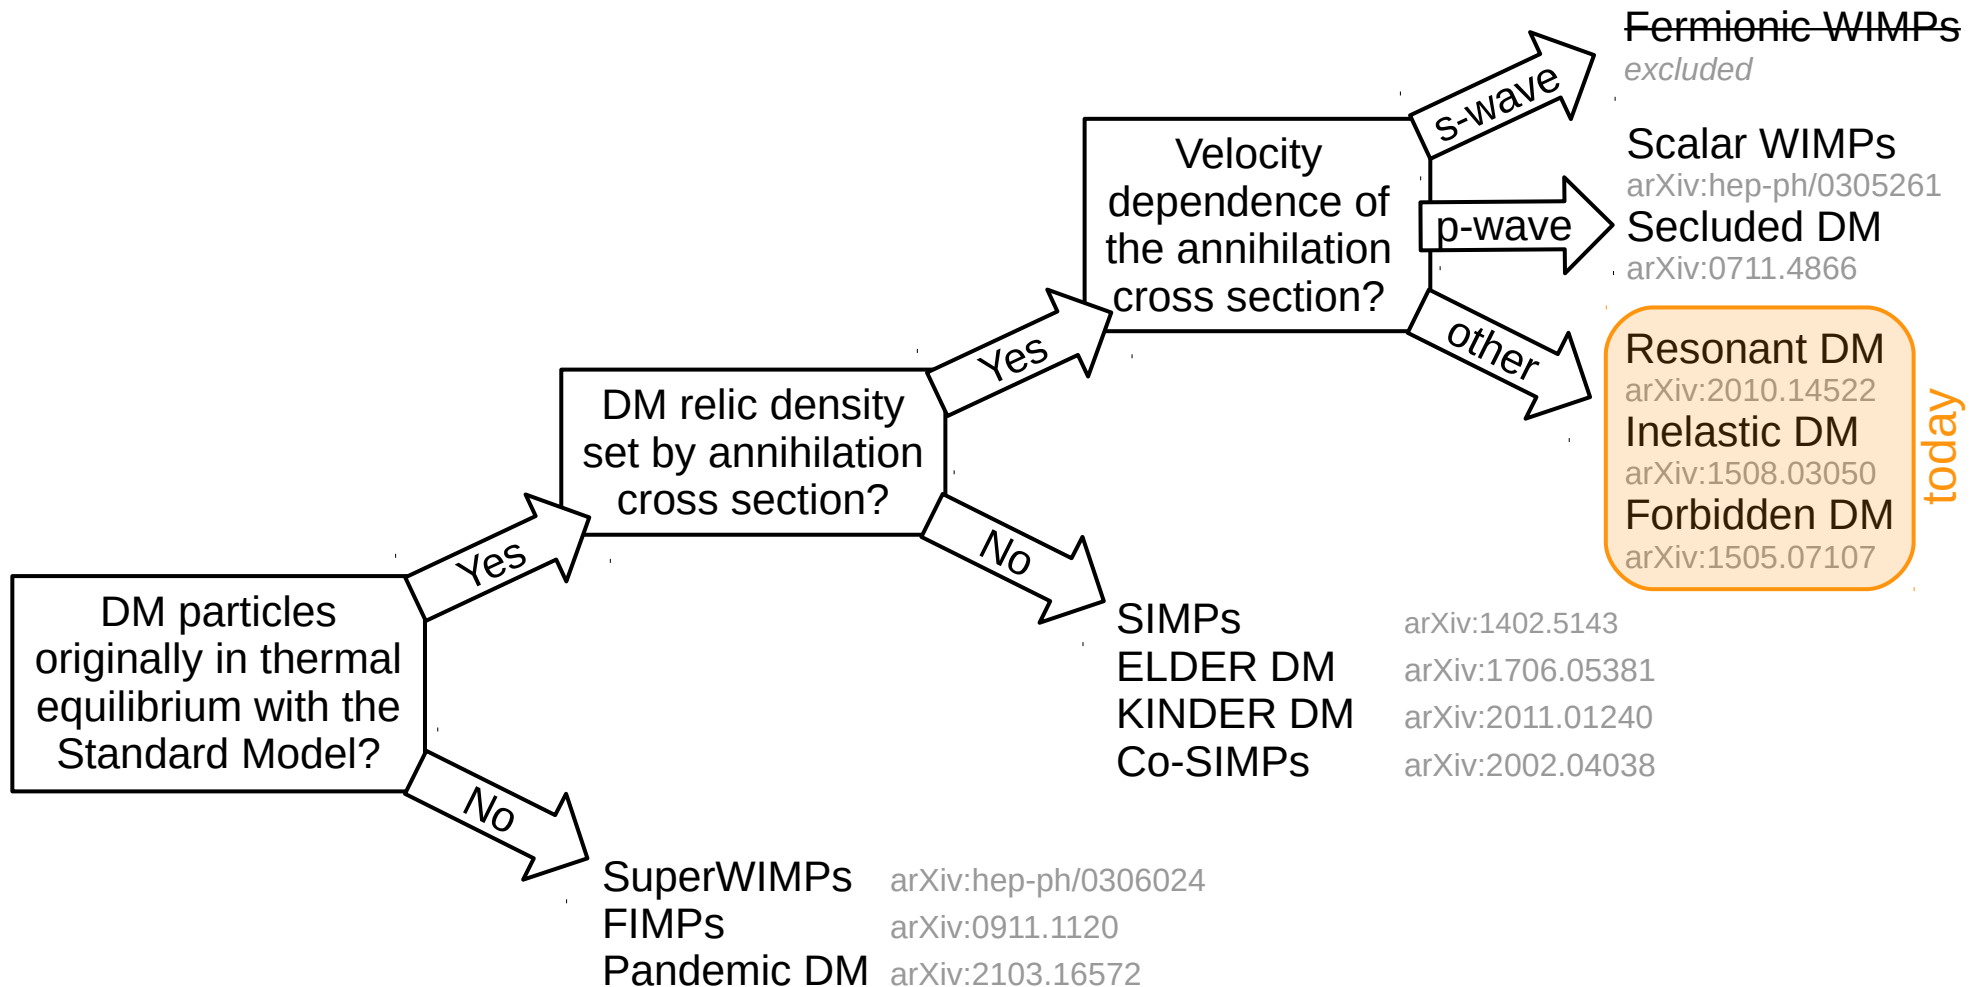 Fermionic WIMPs
excluded
s-wave
Velocity
dependence of
the annihilation
cross section?
p-wave
Scalar WIMPs
arXiv:hep-ph/0305261
Secluded DM
arXiv:0711.4866
other
Resonant DM
arXiv:2010.14522
Inelastic DM
arXiv:1508.03050
Forbidden DM
arXiv:1505.07107
today
Yes
DM relic density
set by annihilation
cross section?
No
SIMPs arXiv:1402.5143
ELDER DM arXiv:1706.05381
KINDER DM arXiv:2011.01240
Co-SIMPs arXiv:2002.04038
Yes
DM particles
originally in thermal
equilibrium with the
Standard Model?
No
SuperWIMPs arXiv:hep-ph/0306024
FIMPs arXiv:0911.1120
Pandemic DM arXiv:2103.16572